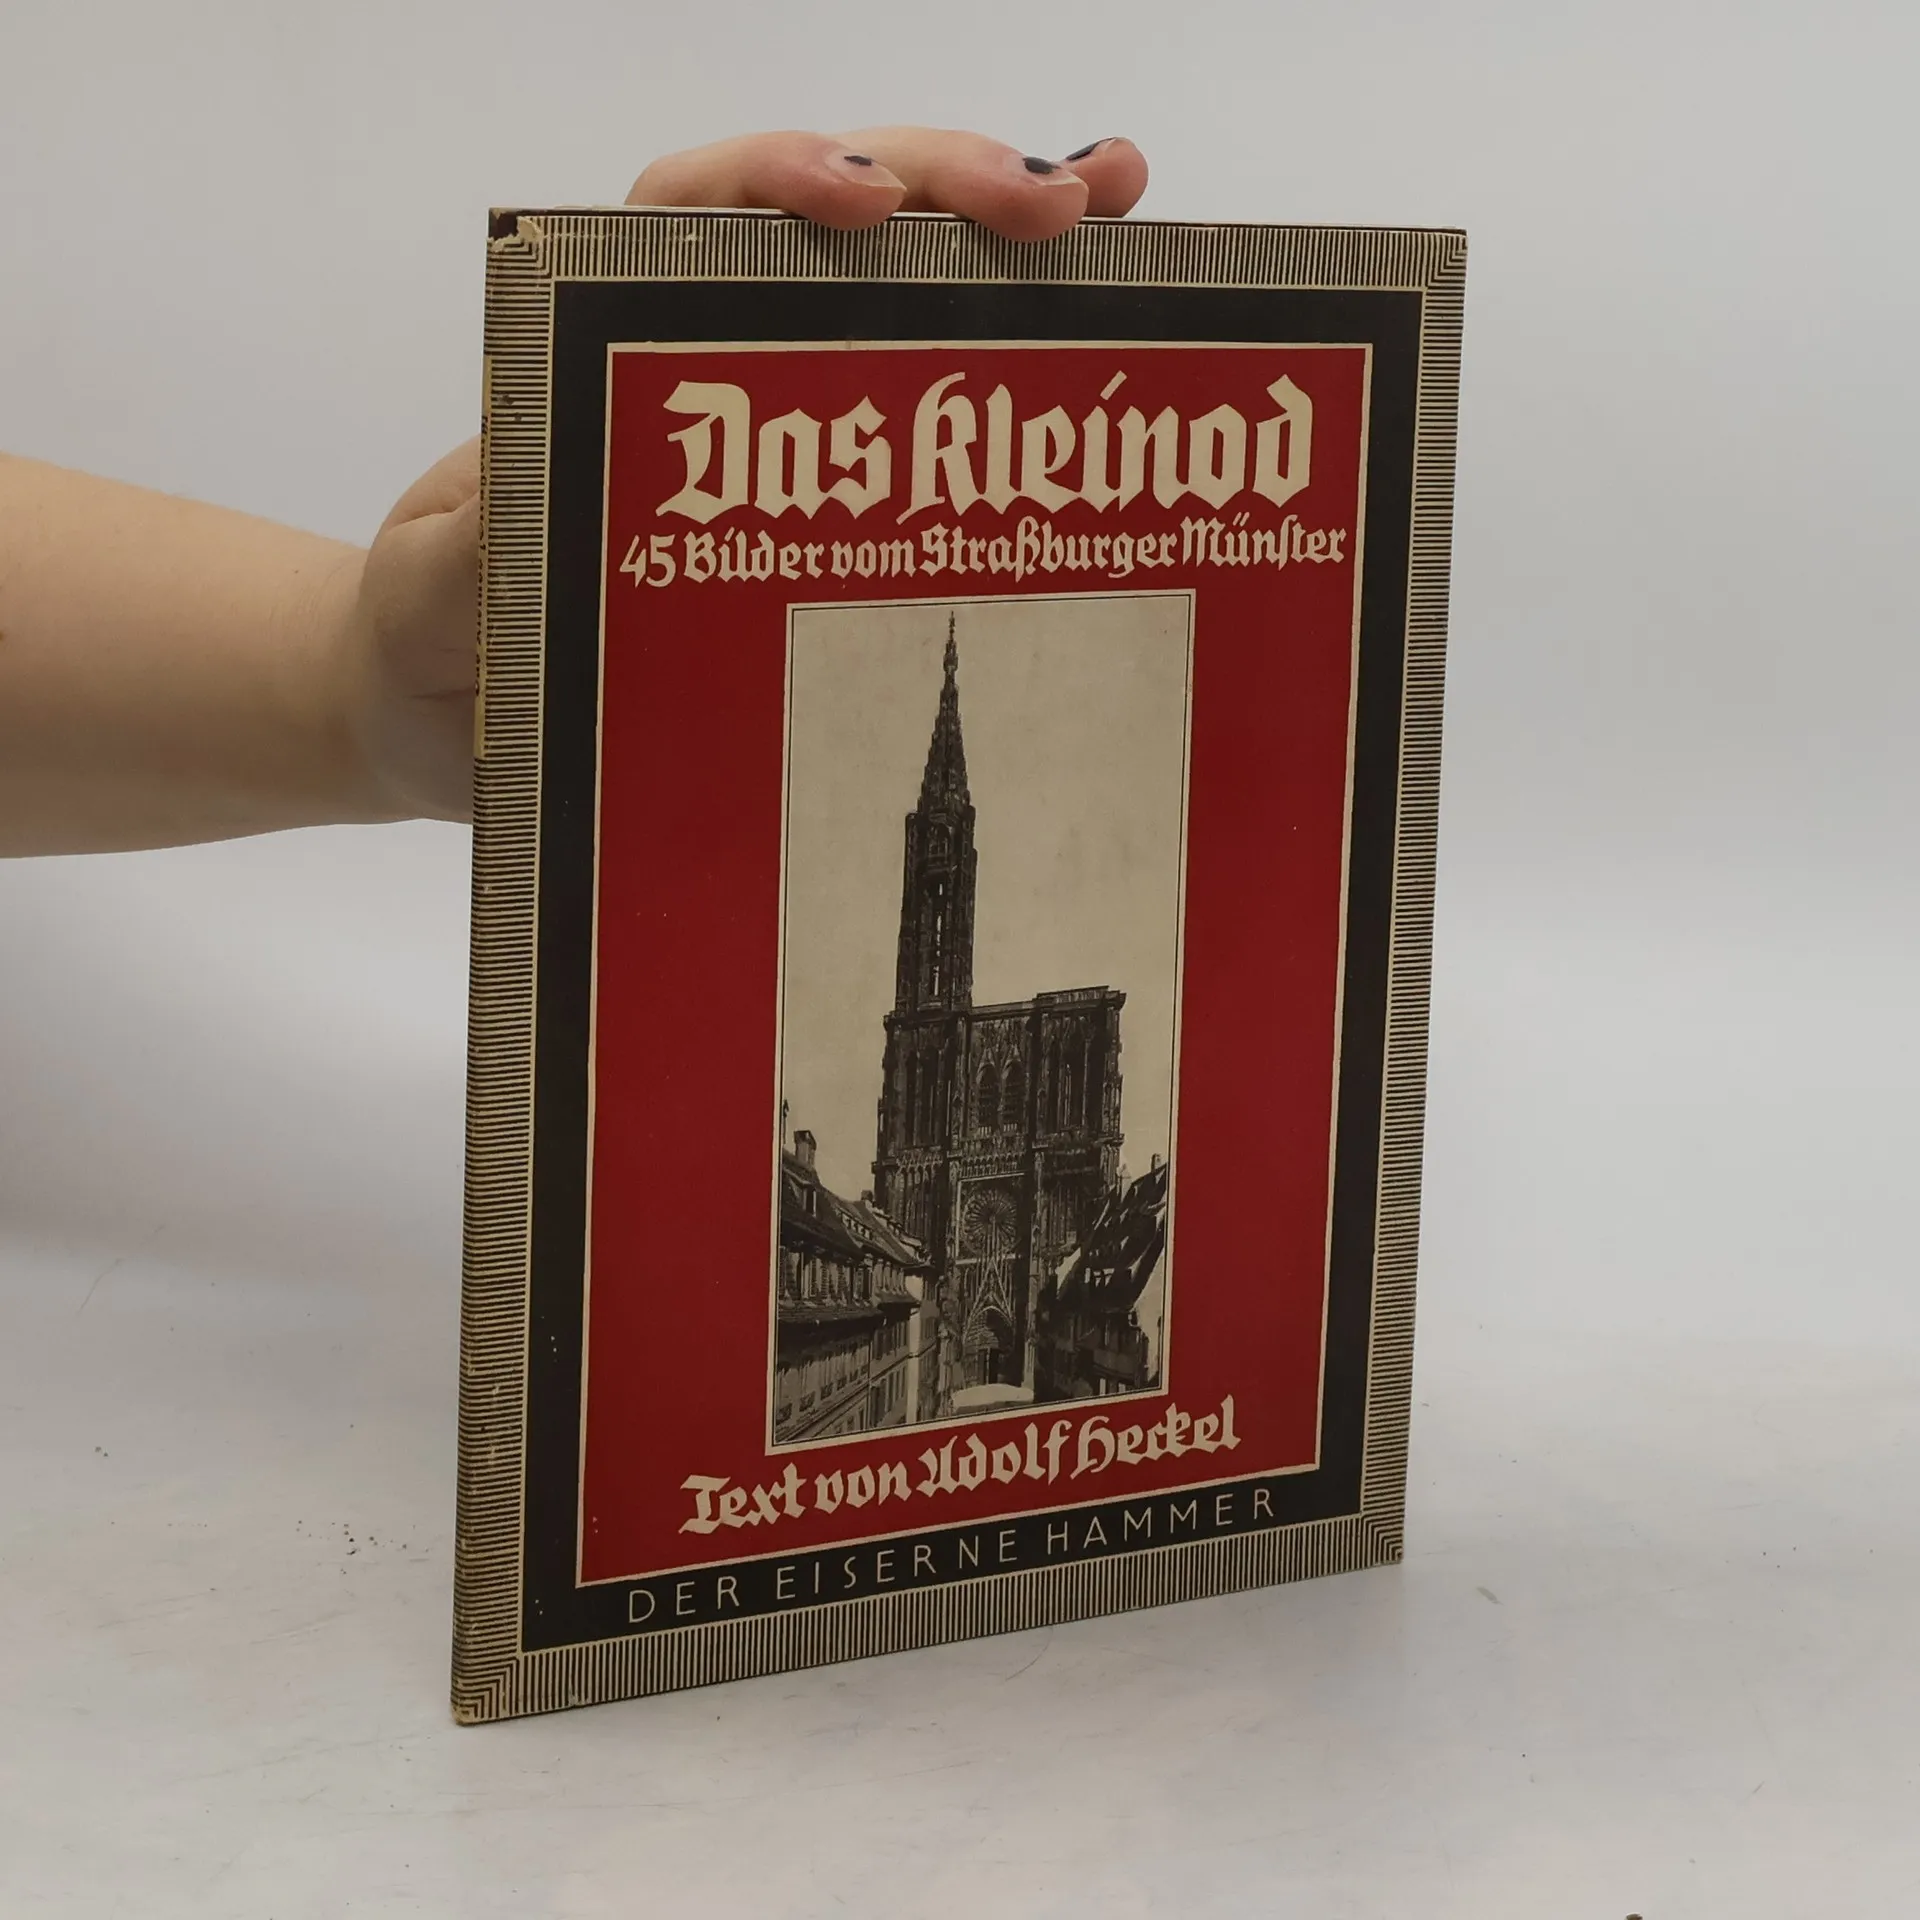 Das Kleinod
45 Bilder vom Straßburger Münster
Text von Adolf Heckel
DER EISERNE HAMMER